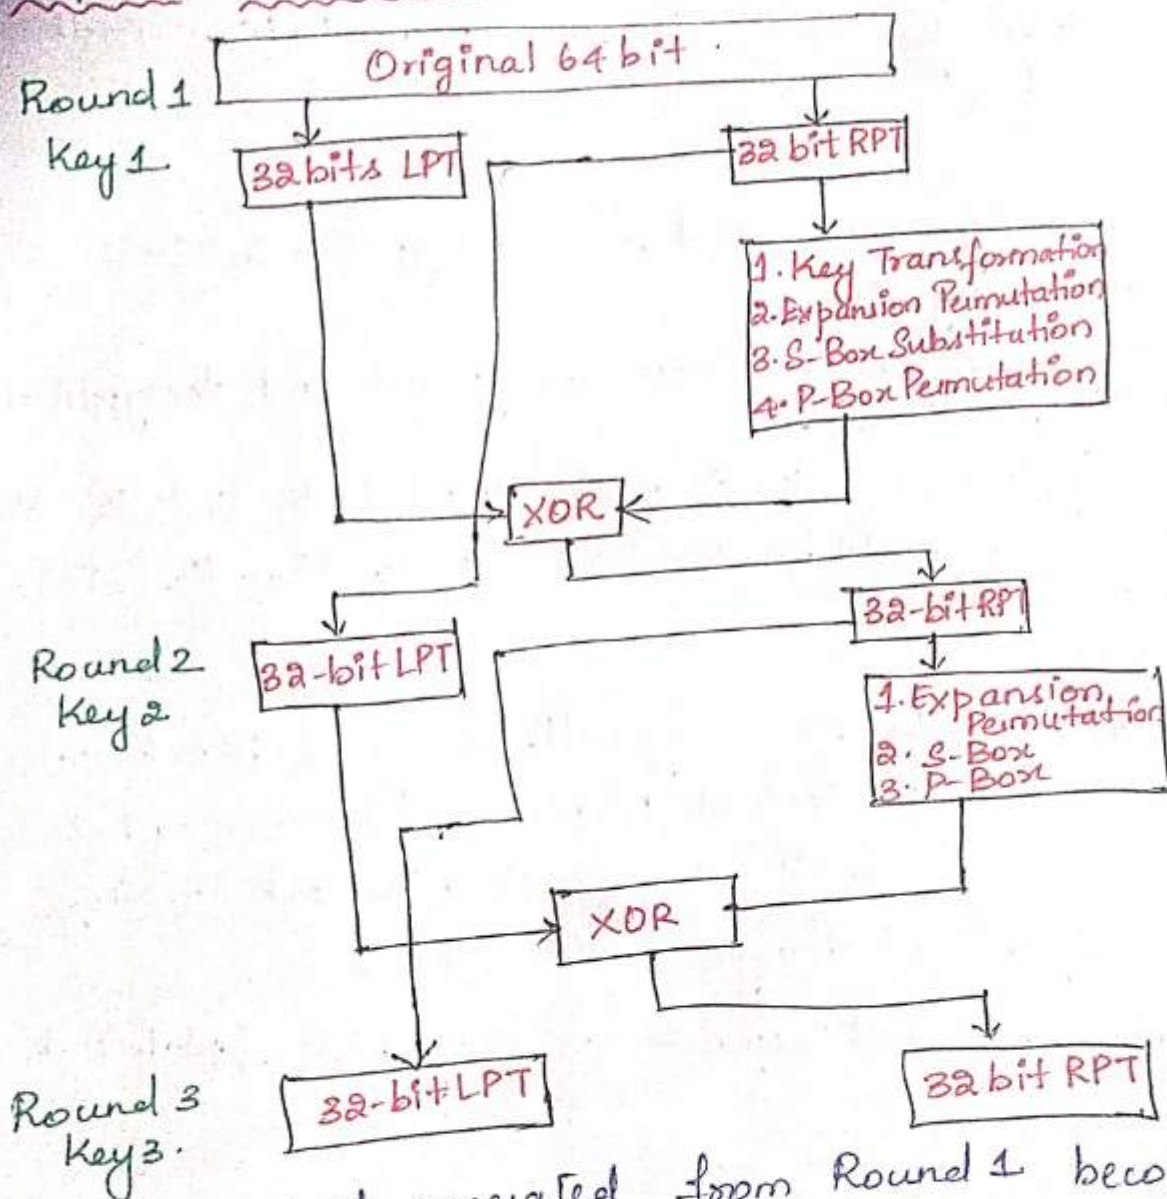 Original 64 bit
Round 1
Key 1
32 bits LPT
32 bit RPT
1. Key Transformation
2. Expansion Permutation
3. S-Box Substitution
4. P-Box Permutation
XOR
32-bit RPT
Round 2
Key 2
32-bit LPT
1. Expansion
Permutation
2. S-Box
3. P-Box
XOR
Round 3
Key 3.
32-bit LPT
32 bit RPT
from Round 1 beco